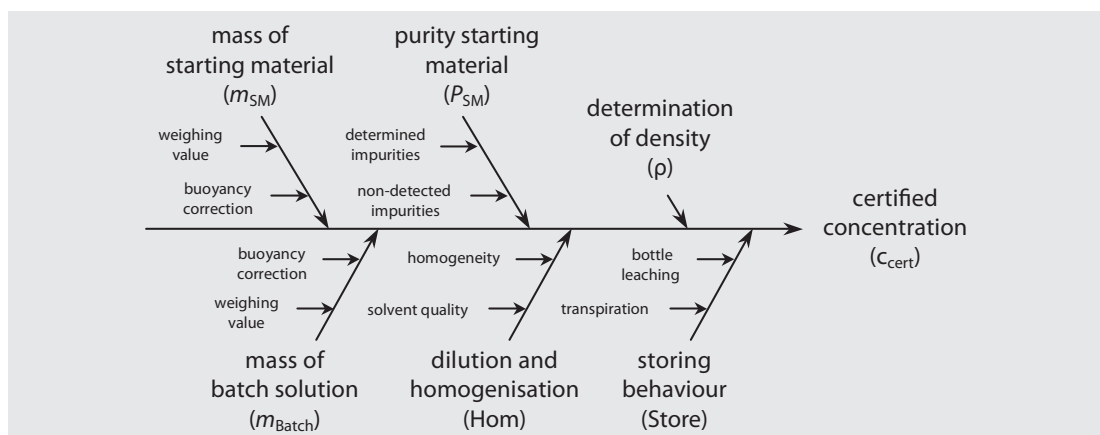 mass of
starting material
(mSM)
purity starting
material
(PSM)
determination
of density
(ρ)
weighing
value
buoyancy
correction
determined
impurities
non-detected
impurities
certified
concentration
(ccert)
buoyancy
correction
weighing
value
homogeneity
solvent quality
bottle
leaching
transpiration
mass of
batch solution
(mBatch)
dilution and
homogenisation
(Hom)
storing
behaviour
(Store)